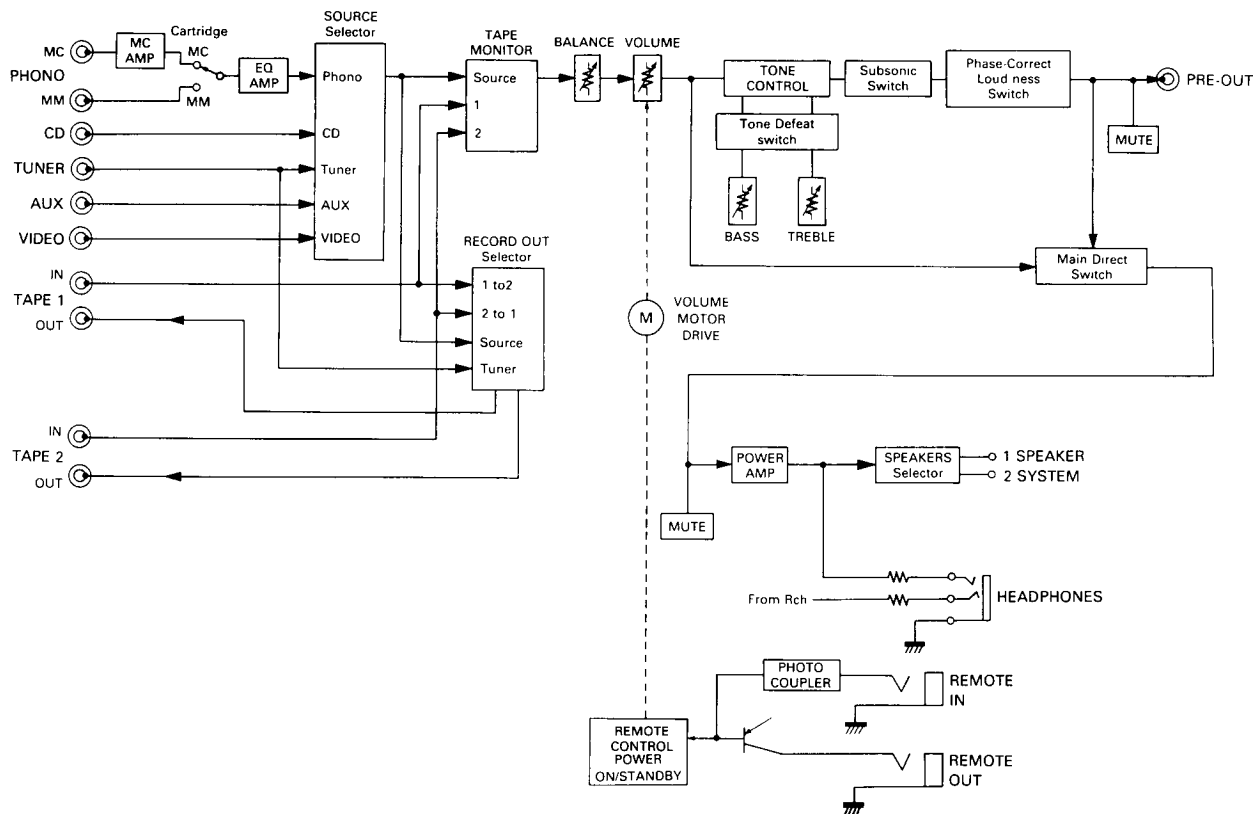 SOURCE
Selector
MC
MC
AMP
Cartridge
MC
EQ
AMP
PHONO
MM
MM
CD
TUNER
AUX
VIDEO
IN
TAPE 1
OUT
IN
TAPE 2
OUT
Phono
CD
Tuner
AUX
VIDEO
TAPE
MONITOR
Source
1
2
RECORD OUT
Selector
1 to2
2 to 1
Source
Tuner
BALANCE
VOLUME
TONE
CONTROL
Tone Defeat
switch
BASS
TREBLE
Subsonic
Switch
Phase-Correct
Loud ness
Switch
PRE-OUT
MUTE
Main Direct
Switch
M
VOLUME
MOTOR
DRIVE
POWER
AMP
MUTE
SPEAKERS
Selector
1 SPEAKER
2 SYSTEM
From Rch
HEADPHONES
PHOTO
COUPLER
REMOTE
IN
REMOTE
CONTROL
POWER
ON/STANDBY
REMOTE
OUT